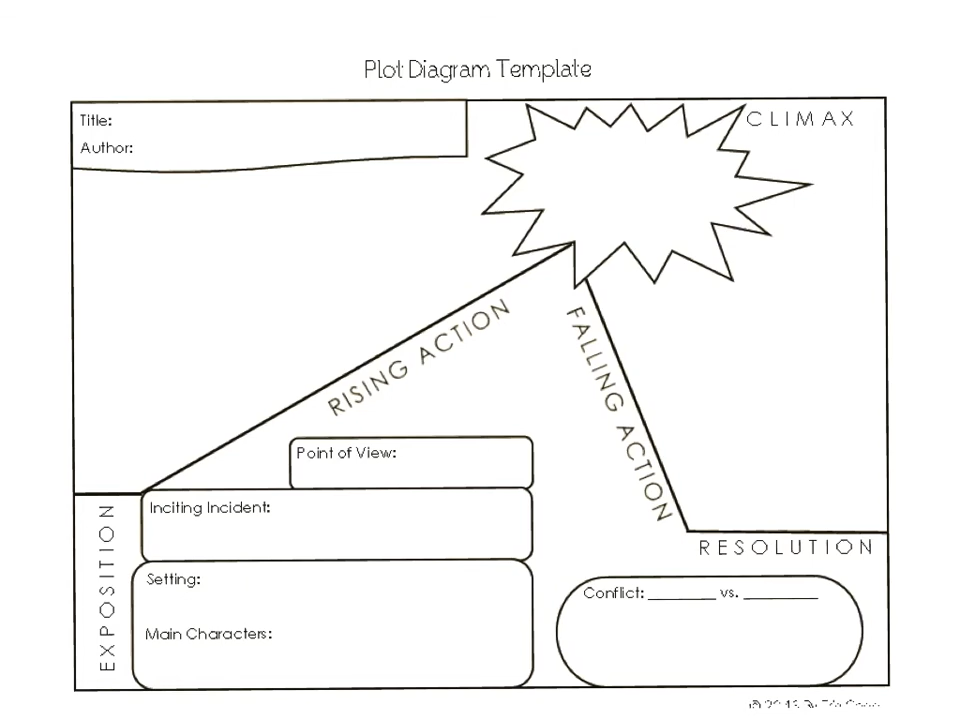 Plot Diagram Template
Title:
CLIMAX
Author:
RISING ACTION
FALLING ACTION
Point of View:
Inciting Incident:
EXPOSITION
RESOLUTION
Setting:
Conflict: ________ vs. ________
Main Characters:
©